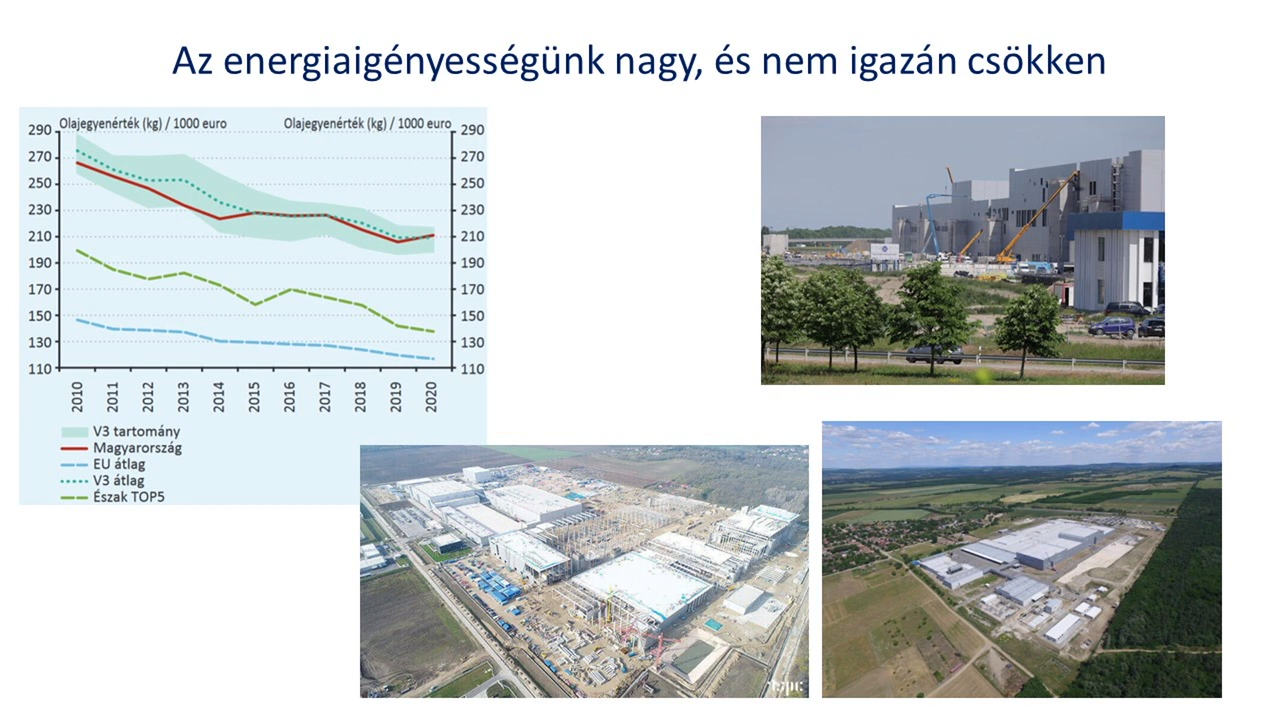 Az energiaigényességünk nagy, és nem igazán csökken
Olajegyenérték (kg) / 1000 euro Olajegyenérték (kg) / 1000 euro
290 290
270 270
250 250
230 230
210 210
190 190
170 170
150 150
130 130
110 110
2010 2011 2012 2013 2014 2015 2016 2017 2018 2019 2020
V3 tartomány
Magyarország
EU átlag
V3 átlag
Észak TOP5